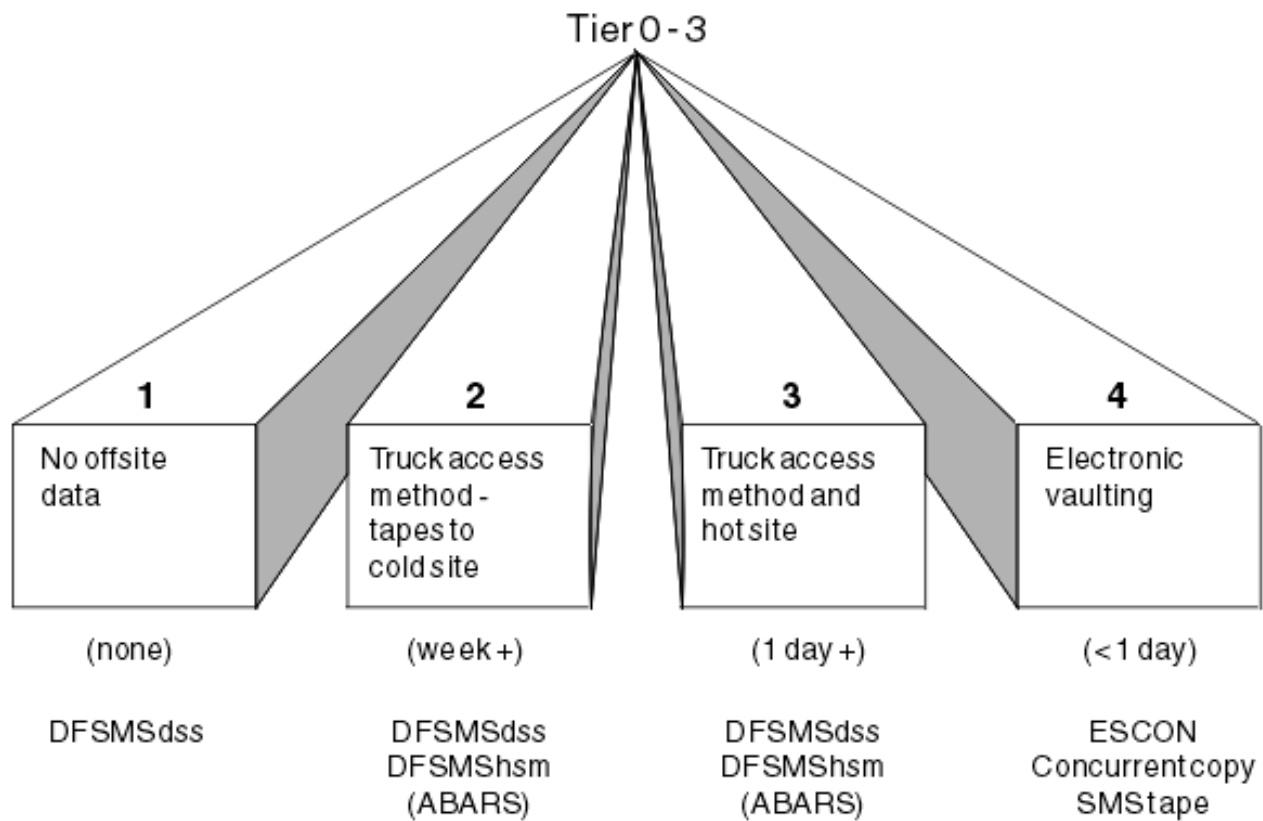 Tier 0 - 3
1
No offsite
data
(none)
DFSMSdss
2
Truck access
method -
tapes to
cold site
(week +)
DFSMSdss
DFSMShsm
(ABARS)
3
Truck access
method and
hot site
(1 day +)
DFSMSdss
DFSMShsm
(ABARS)
4
Electronic
vaulting
(< 1 day)
ESCON
Concurrent copy
SMS tape